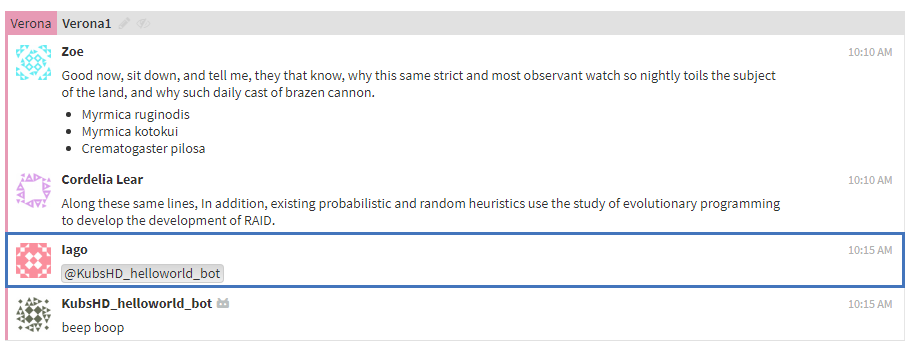 Verona Verona1
Zoe 10:10 AM
Good now, sit down, and tell me, they that know, why this same strict and most observant watch so nightly toils the subject
of the land, and why such daily cast of brazen cannon.
• Myrmica ruginodis
• Myrmica kotokui
• Crematogaster pilosa
Cordelia Lear 10:10 AM
Along these same lines, In addition, existing probabilistic and random heuristics use the study of evolutionary programming
to develop the development of RAID.
Iago 10:15 AM
@KubsHD_helloworld_bot
KubsHD_helloworld_bot 10:15 AM
beep boop